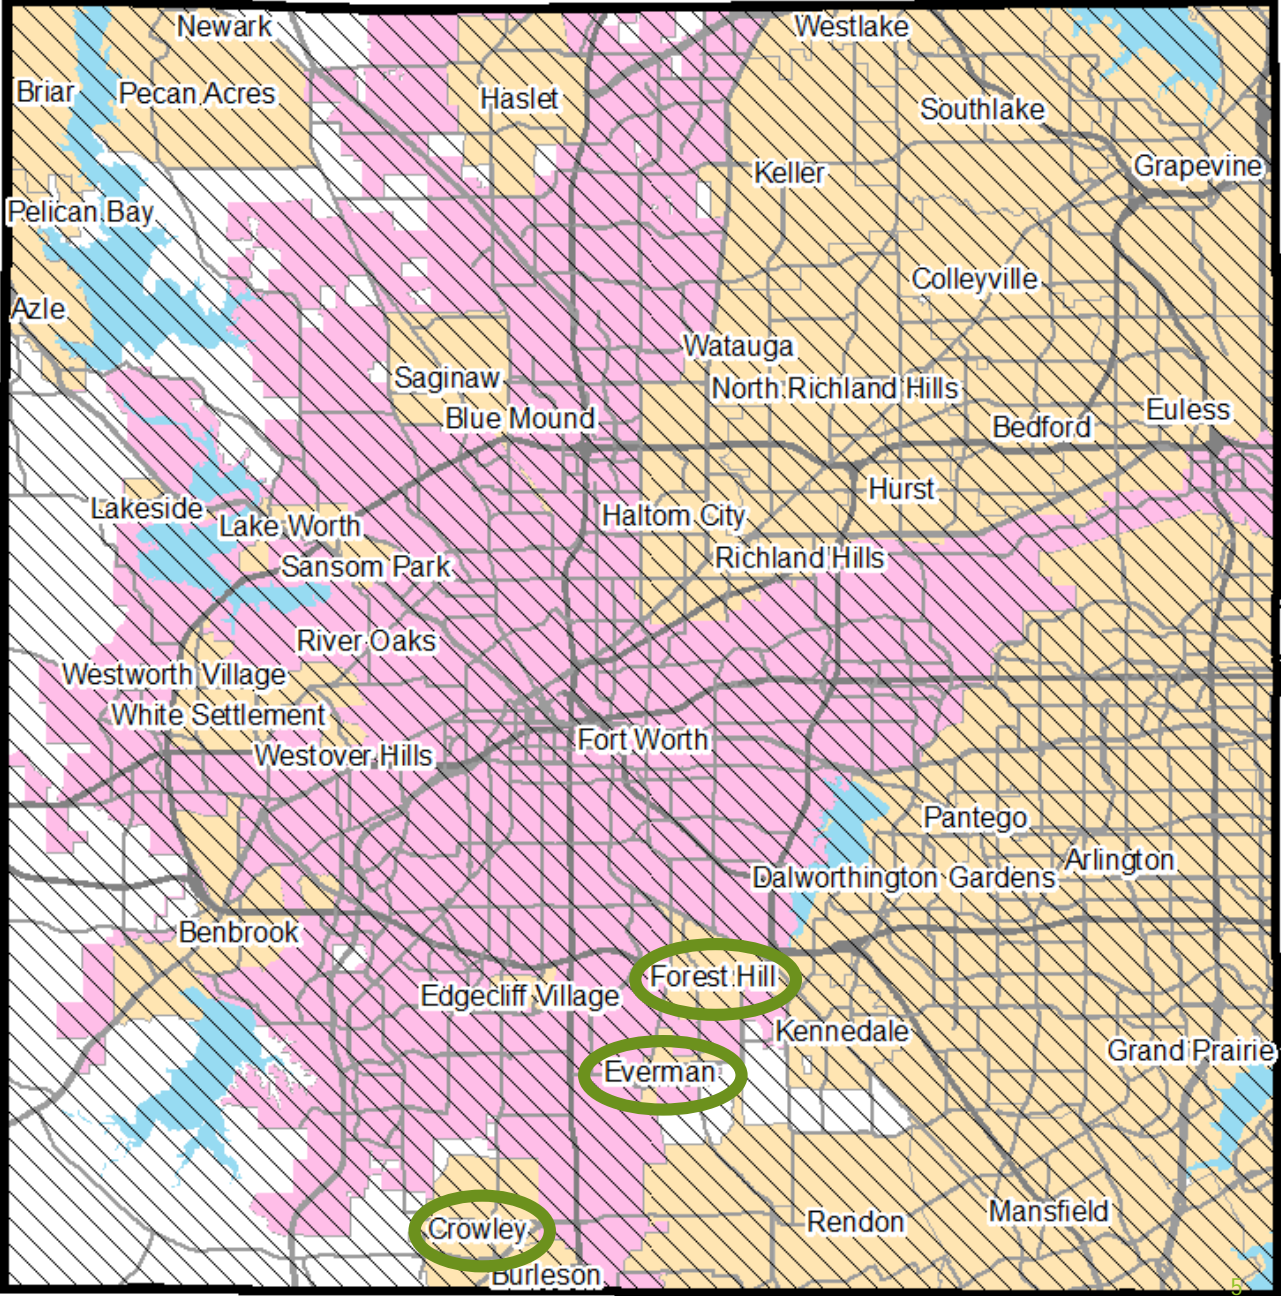 Newark
Westlake
Briar
Pecan Acres
Haslet
Southlake
Keller
Grapevine
Pelican Bay
Colleyville
Azle
Watauga
Saginaw
North Richland Hills
Blue Mound
Bedford
Euless
Hurst
Lakeside
Lake Worth
Haltom City
Sansom Park
Richland Hills
River Oaks
Westworth Village
White Settlement
Westover Hills
Fort Worth
Pantego
Arlington
Dalworthington Gardens
Benbrook
Forest Hill
Edgecliff Village
Kennedale
Grand Prairie
Everman
Crowley
Rendon
Mansfield
Burleson
5